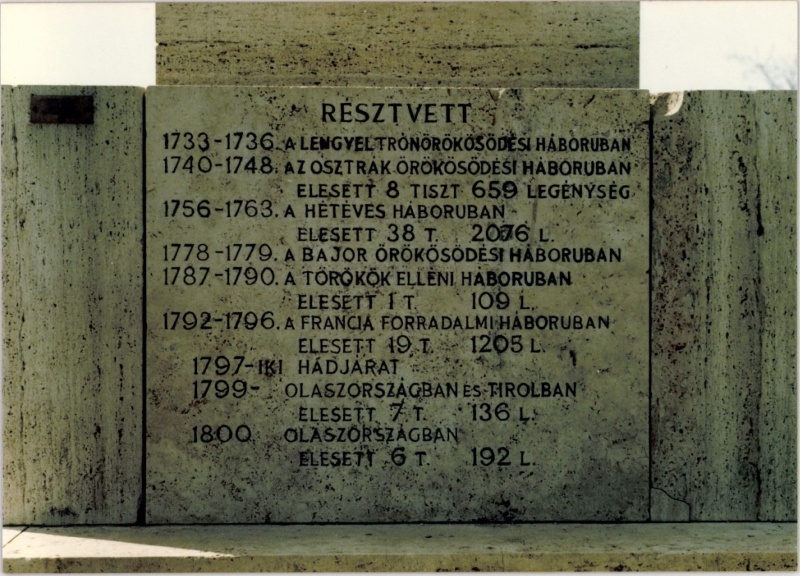 RÉSZTVETT
1733-1736. A LENGYEL TRÓNÖRÖKÖSÖDÉSI HÁBORUBAN
1740-1748. AZ OSZTRÁK ÖRÖKÖSÖDÉSI HÁBORUBAN
ELESETT 8 TISZT 659 LEGÉNYSÉG
1756-1763. A HÉTÉVES HÁBORUBAN
ELESETT 38 T. 2076 L.
1778-1779. A BAJOR ÖRÖKÖSÖDÉSI HÁBORUBAN
1787-1790. A TÖRÖKÖK ELLENI HÁBORUBAN
ELESETT 1 T. 109 L.
1792-1796. A FRANCIA FORRADALMI HÁBORUBAN
ELESETT 19 T. 1205 L.
1797-IKI HADJÁRAT
1799- OLASZORSZÁGBAN ÉS TIROLBAN
ELESETT 7 T. 136 L.
1800. OLASZORSZÁGBAN
ELESETT 6 T. 192 L.